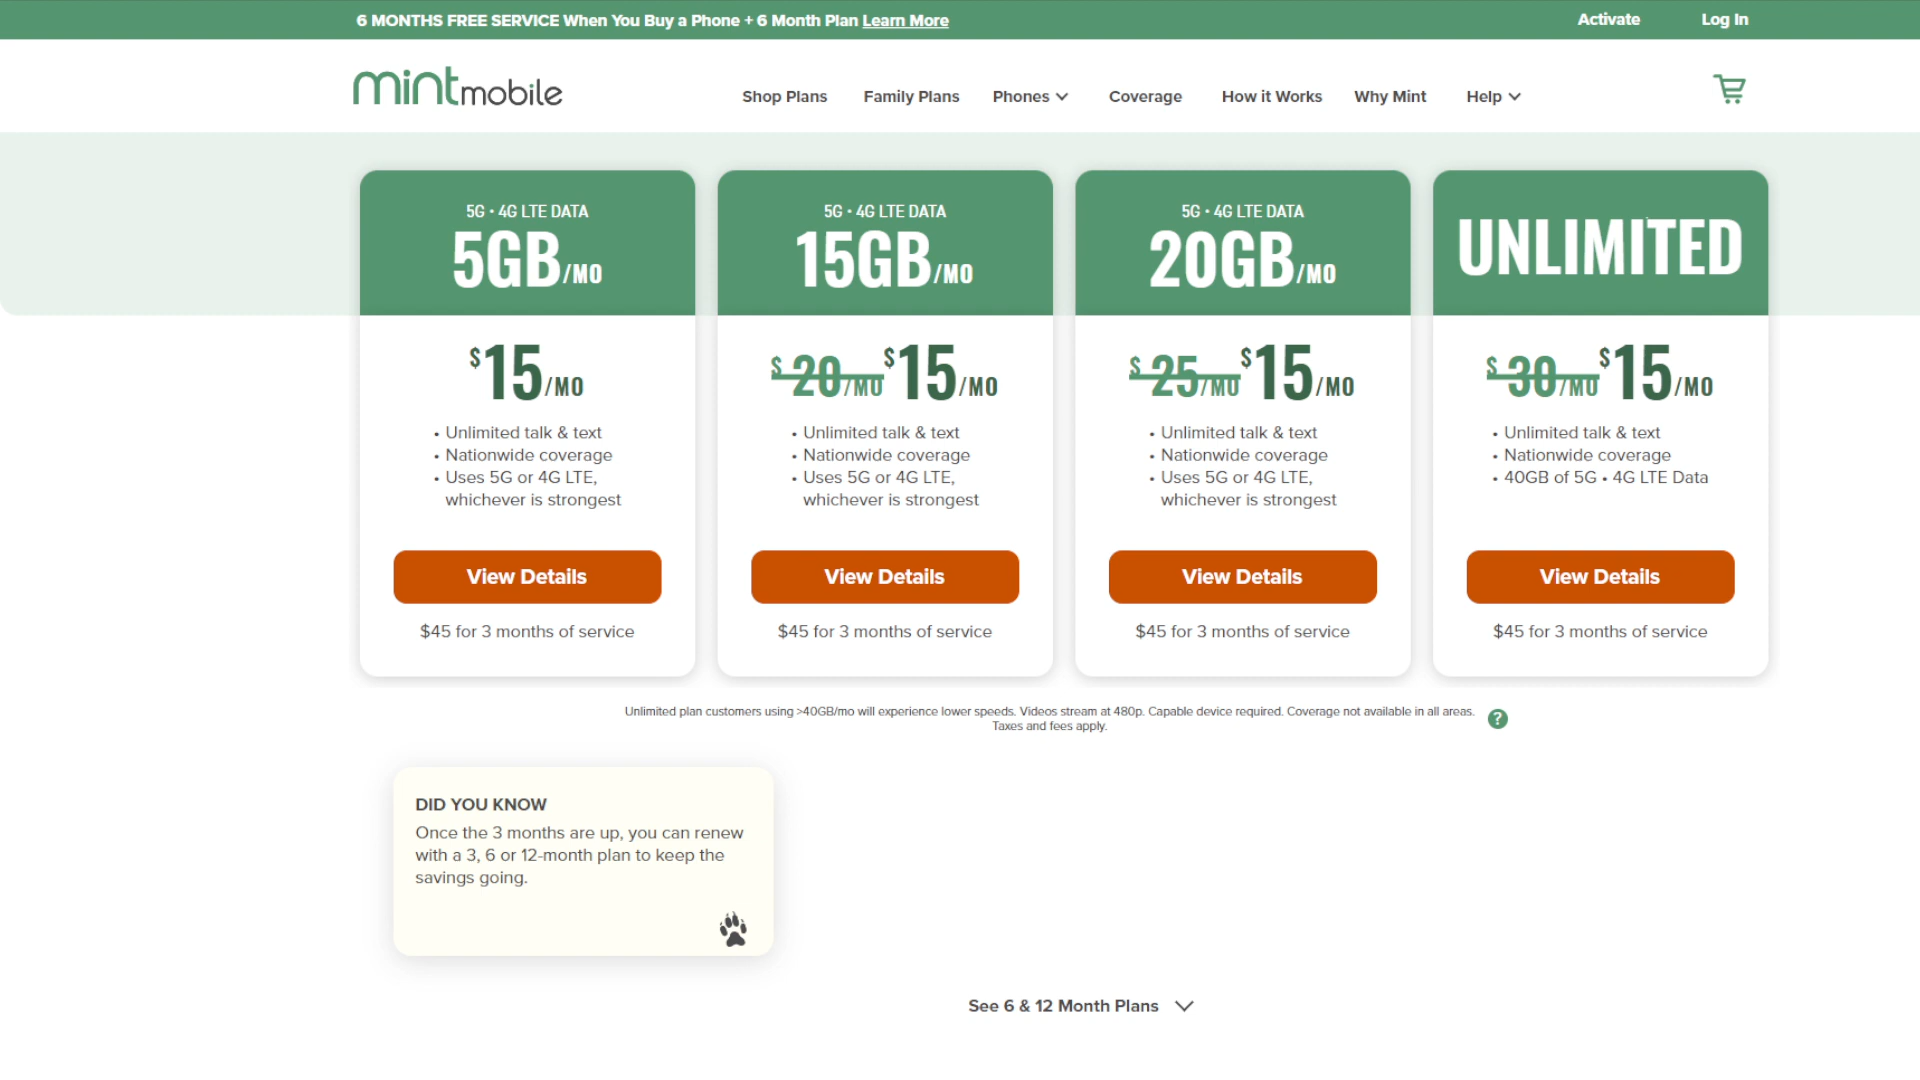 6 MONTHS FREE SERVICE When You Buy a Phone + 6 Month Plan Learn More
Activate
Log In
mint mobile
Shop Plans
Family Plans
Phones
Coverage
How it Works
Why Mint
Help
5G • 4G LTE DATA
5GB/MO
$15/MO
• Unlimited talk & text
• Nationwide coverage
• Uses 5G or 4G LTE,
whichever is strongest
View Details
$45 for 3 months of service
5G • 4G LTE DATA
15GB/MO
$20/MO $15/MO
• Unlimited talk & text
• Nationwide coverage
• Uses 5G or 4G LTE,
whichever is strongest
View Details
$45 for 3 months of service
5G • 4G LTE DATA
20GB/MO
$25/MO $15/MO
• Unlimited talk & text
• Nationwide coverage
• Uses 5G or 4G LTE,
whichever is strongest
View Details
$45 for 3 months of service
UNLIMITED
$30/MO $15/MO
• Unlimited talk & text
• Nationwide coverage
• 40GB of 5G • 4G LTE Data
View Details
$45 for 3 months of service
Unlimited plan customers using >40GB/mo will experience lower speeds. Videos stream at 480p. Capable device required. Coverage not available in all areas.
Taxes and fees apply.
?
DID YOU KNOW
Once the 3 months are up, you can renew
with a 3, 6 or 12-month plan to keep the
savings going.
See 6 & 12 Month Plans